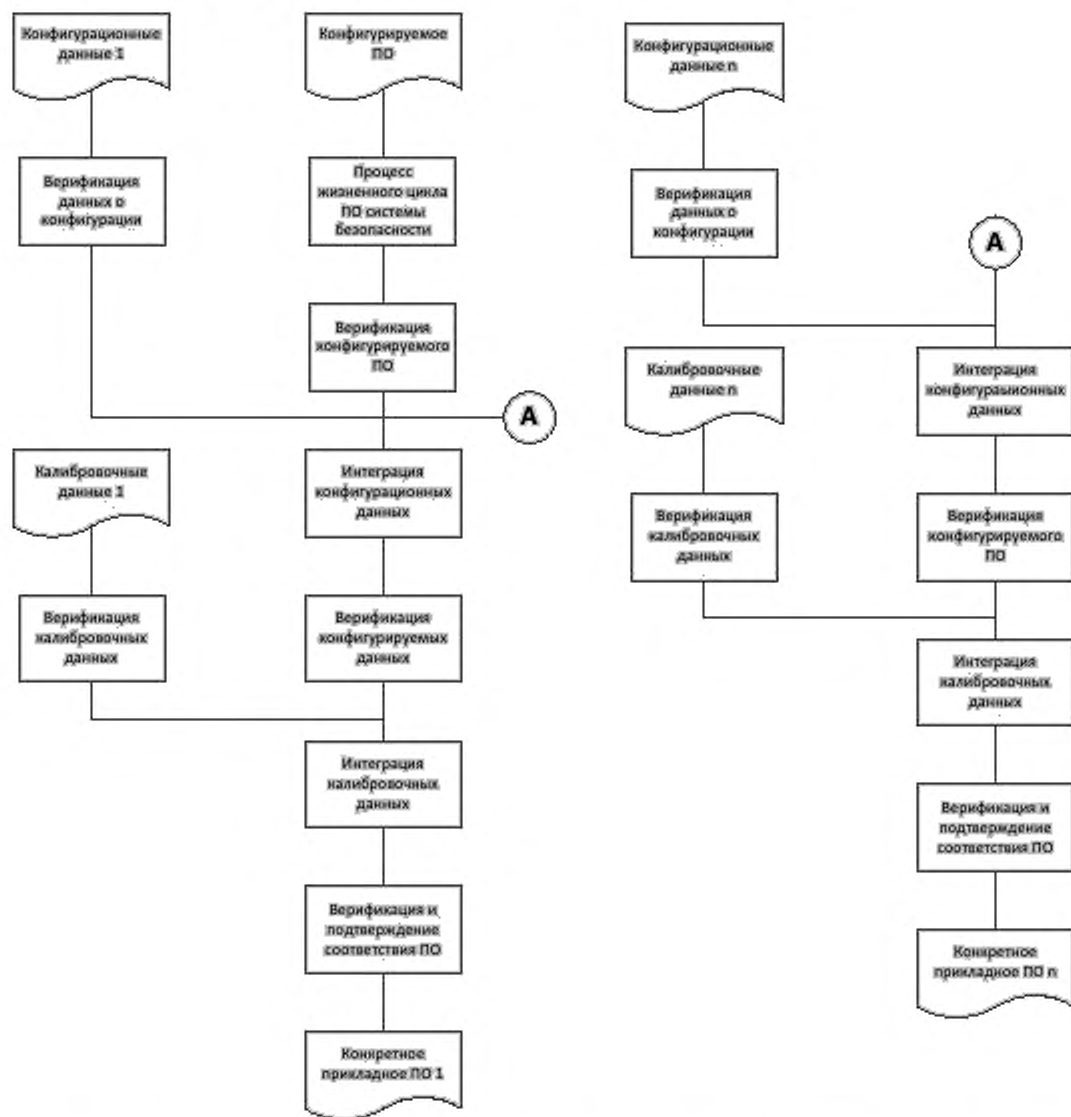 Конфигурационные
данные 1
Верификация
данных о
конфигурации
Калибровочные
данные 1
Верификация
калибровочных
данных
Конфигурируемое
ПО
Процесс
жизненного цикла
ПО системы
безопасности
Верификация
конфигурируемого
ПО
А
Интеграция
конфигурационных
данных
Верификация
конфигурируемых
данных
Интеграция
калибровочных
данных
Верификация и
подтверждение
соответствия ПО
Конкретное
прикладное ПО 1
Конфигурационные
данные n
Верификация
данных о
конфигурации
Калибровочные
данные n
Верификация
калибровочных
данных
А
Интеграция
конфигураыионных
данных
Верификация
конфигурируемого
ПО
Интеграция
калибровочных
данных
Верификация и
подтверждение
соответствия ПО
Конкретное
прикладное ПО n